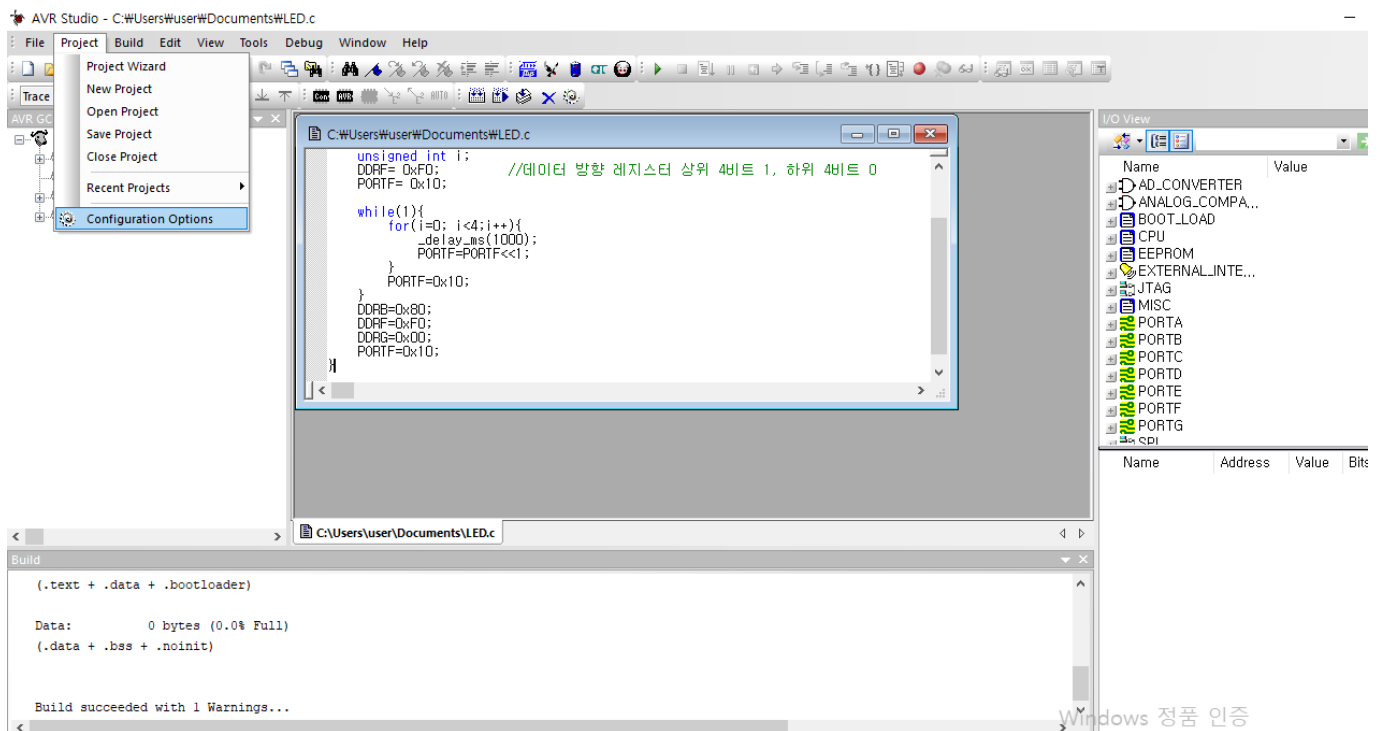 AVR Studio - C:₩Users₩user₩Documents₩LED.c
File Project Build Edit View Tools Debug Window Help
Project Wizard
New Project
Open Project
Save Project
Close Project
Recent Projects
Configuration Options
Trace
Con AVR AUTO
AVR GC
C:₩Users₩user₩Documents₩LED.c
unsigned int i;
DDRF= 0xF0; //데이터 방향 레지스터 상위 4비트 1, 하위 4비트 0
PORTF= 0x10;
while(1){
for(i=0; i<4;i++){
_delay_ms(1000);
PORTF=PORTF<<1;
}
PORTF=0x10;
}
DDRB=0x80;
DDRF=0xF0;
DDRG=0x00;
PORTF=0x10;
}
C:\Users\user\Documents\LED.c
I/O View
Name Value
AD_CONVERTER
ANALOG_COMPA...
BOOT_LOAD
CPU
EEPROM
EXTERNAL_INTE...
JTAG
MISC
PORTA
PORTB
PORTC
PORTD
PORTE
PORTF
PORTG
SPI
Name Address Value Bits
Build
(.text + .data + .bootloader)
Data: 0 bytes (0.0% Full)
(.data + .bss + .noinit)
Build succeeded with 1 Warnings...
Windows 정품 인증